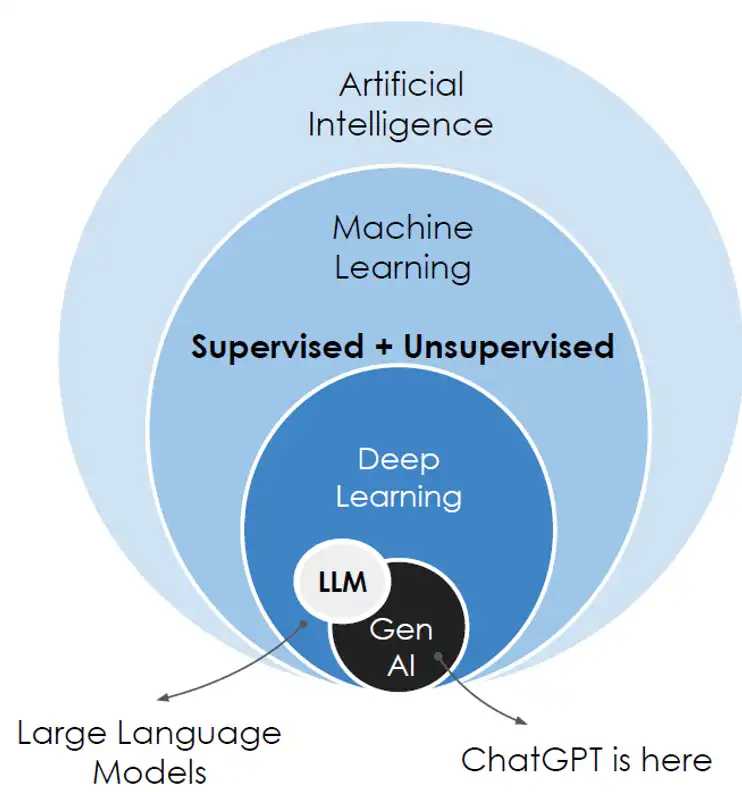 Artificial
Intelligence
Machine
Learning
Supervised + Unsupervised
Deep
Learning
LLM
Gen
AI
Large Language
Models
ChatGPT is here